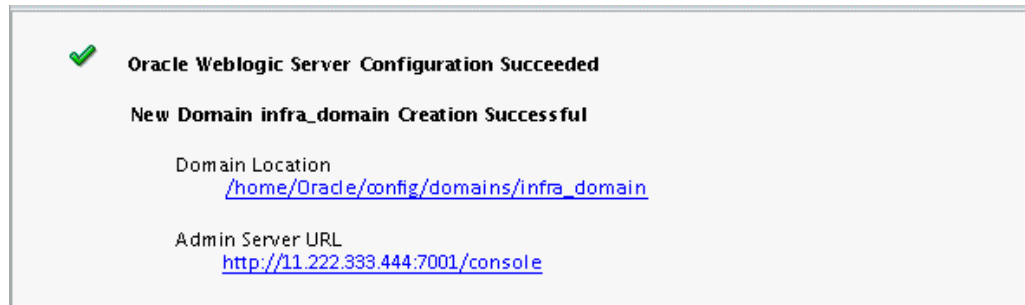 Oracle Weblogic Server Configuration Succeeded
New Domain infra_domain Creation Successful
Domain Location
/home/Oracle/config/domains/infra_domain
Admin Server URL
http://11.222.333.444:7001/console